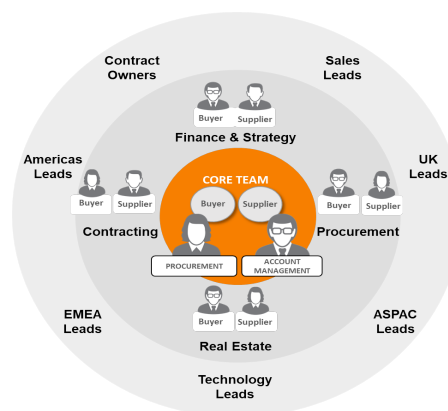 Contract
Owners
Sales
Leads
Buyer
Supplier
Finance & Strategy
Americas
Leads
UK
Leads
CORE TEAM
Buyer
Supplier
Buyer
Supplier
Buyer
Supplier
Contracting
Procurement
PROCUREMENT
ACCOUNT
MANAGEMENT
EMEA
Leads
Buyer
Supplier
ASPAC
Leads
Real Estate
Technology
Leads